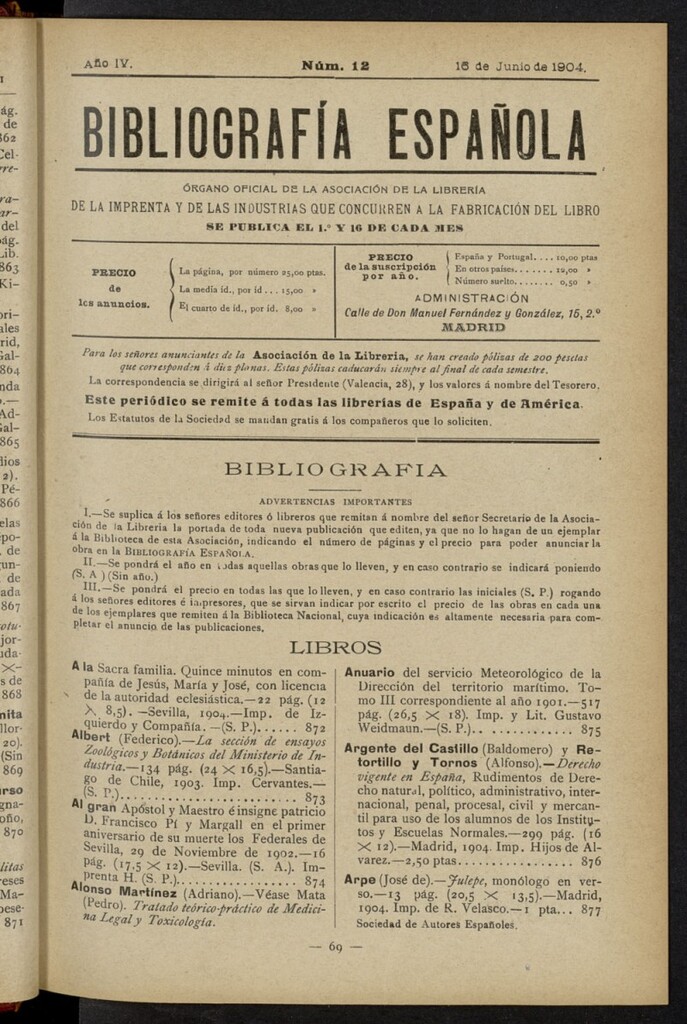 Año IV.
Núm. 12
16 de Junio de 1904.
BIBLIOGRAFÍA ESPAÑOLA
ÓRGANO OFICIAL DE LA ASOCIACIÓN DE LA LIBRERÍA
DE LA IMPRENTA Y DE LAS INDUSTRIAS QUE CONCURREN A LA FABRICACIÓN DEL LIBRO
SE PUBLICA EL 1.º Y 16 DE CADA MES
PRECIO
de
los anuncios.
La página, por número 25,00 ptas.
La media íd., por íd ... 15,00 »
El cuarto de íd., por íd. 8,00 »
PRECIO
de la suscripción
por año.
España y Portugal.... 10,00 ptas
En otros países....... 12,00 »
Número suelto....... 0,50 »
ADMINISTRACIÓN
Calle de Don Manuel Fernández y González, 15, 2.º
MADRID
Para los señores anunciantes de la Asociación de la Librería, se han creado pólizas de 200 pesetas
que corresponden á diez planas. Estas pólizas caducarán siempre al final de cada semestre.
La correspondencia se dirigirá al señor Presidente (Valencia, 28), y los valores á nombre del Tesorero.
Este periódico se remite á todas las librerías de España y de América.
Los Estatutos de la Sociedad se mandan gratis á los compañeros que lo soliciten.
BIBLIOGRAFIA
ADVERTENCIAS IMPORTANTES
I.—Se suplica á los señores editores ó libreros que remitan á nombre del señor Secretario de la Asocia-
ción de la Librería la portada de toda nueva publicación que editen, ya que no lo hagan de un ejemplar
á la Biblioteca de esta Asociación, indicando el número de páginas y el precio para poder anunciar la
obra en la BIBLIOGRAFÍA ESPAÑOLA.
II.—Se pondrá el año en todas aquellas obras que lo lleven, y en caso contrario se indicará poniendo
(S. A ) (Sin año.)
III.—Se pondrá el precio en todas las que lo lleven, y en caso contrario las iniciales (S. P.) rogando
á los señores editores é impresores, que se sirvan indicar por escrito el precio de las obras en cada una
de los ejemplares que remiten á la Biblioteca Nacional, cuya indicación es altamente necesaria para com-
pletar el anuncio de las publicaciones.
LIBROS
A la Sacra familia. Quince minutos en com-
pañía de Jesús, María y José, con licencia
de la autoridad eclesiástica.—22 pág. (12
× 8,5). —Sevilla, 1904.—Imp. de Iz-
quierdo y Compañía. —(S. P.)...... 872
Albert (Federico).—La sección de ensayos
Zoológicos y Botánicos del Ministerio de In-
dustria.—134 pág. (24 × 16,5).—Santia-
go de Chile, 1903. Imp. Cervantes.—
(S. P.)........................ 873
Al gran Apóstol y Maestro é insigne patricio
D. Francisco Pí y Margall en el primer
aniversario de su muerte los Federales de
Sevilla, 29 de Noviembre de 1902.—16
pág. (17,5 × 12).—Sevilla. (S. A.). Im-
prenta H. (S. P.)................ 874
Alonso Martínez (Adriano).—Véase Mata
(Pedro). Tratado teórico-práctico de Medici-
na Legal y Toxicología.
Anuario del servicio Meteorológico de la
Dirección del territorio marítimo. To-
mo III correspondiente al año 1901.—517
pág. (26,5 × 18). Imp. y Lit. Gustavo
Weidmaun.—(S. P.).............. 875
Argente del Castillo (Baldomero) y Re-
tortillo y Tornos (Alfonso).—Derecho
vigente en España, Rudimentos de Dere-
cho natural, político, administrativo, inter-
nacional, penal, procesal, civil y mercan-
til para uso de los alumnos de los Institu-
tos y Escuelas Normales.—299 pág. (16
× 12).—Madrid, 1904. Imp. Hijos de Al-
varez.—2,50 ptas................ 876
Arpe (José de).—Julepe, monólogo en ver-
so.—13 pág. (20,5 × 13,5).—Madrid,
1904. Imp. de R. Velasco.—1 pta... 877
Sociedad de Autores Españoles.
— 69 —